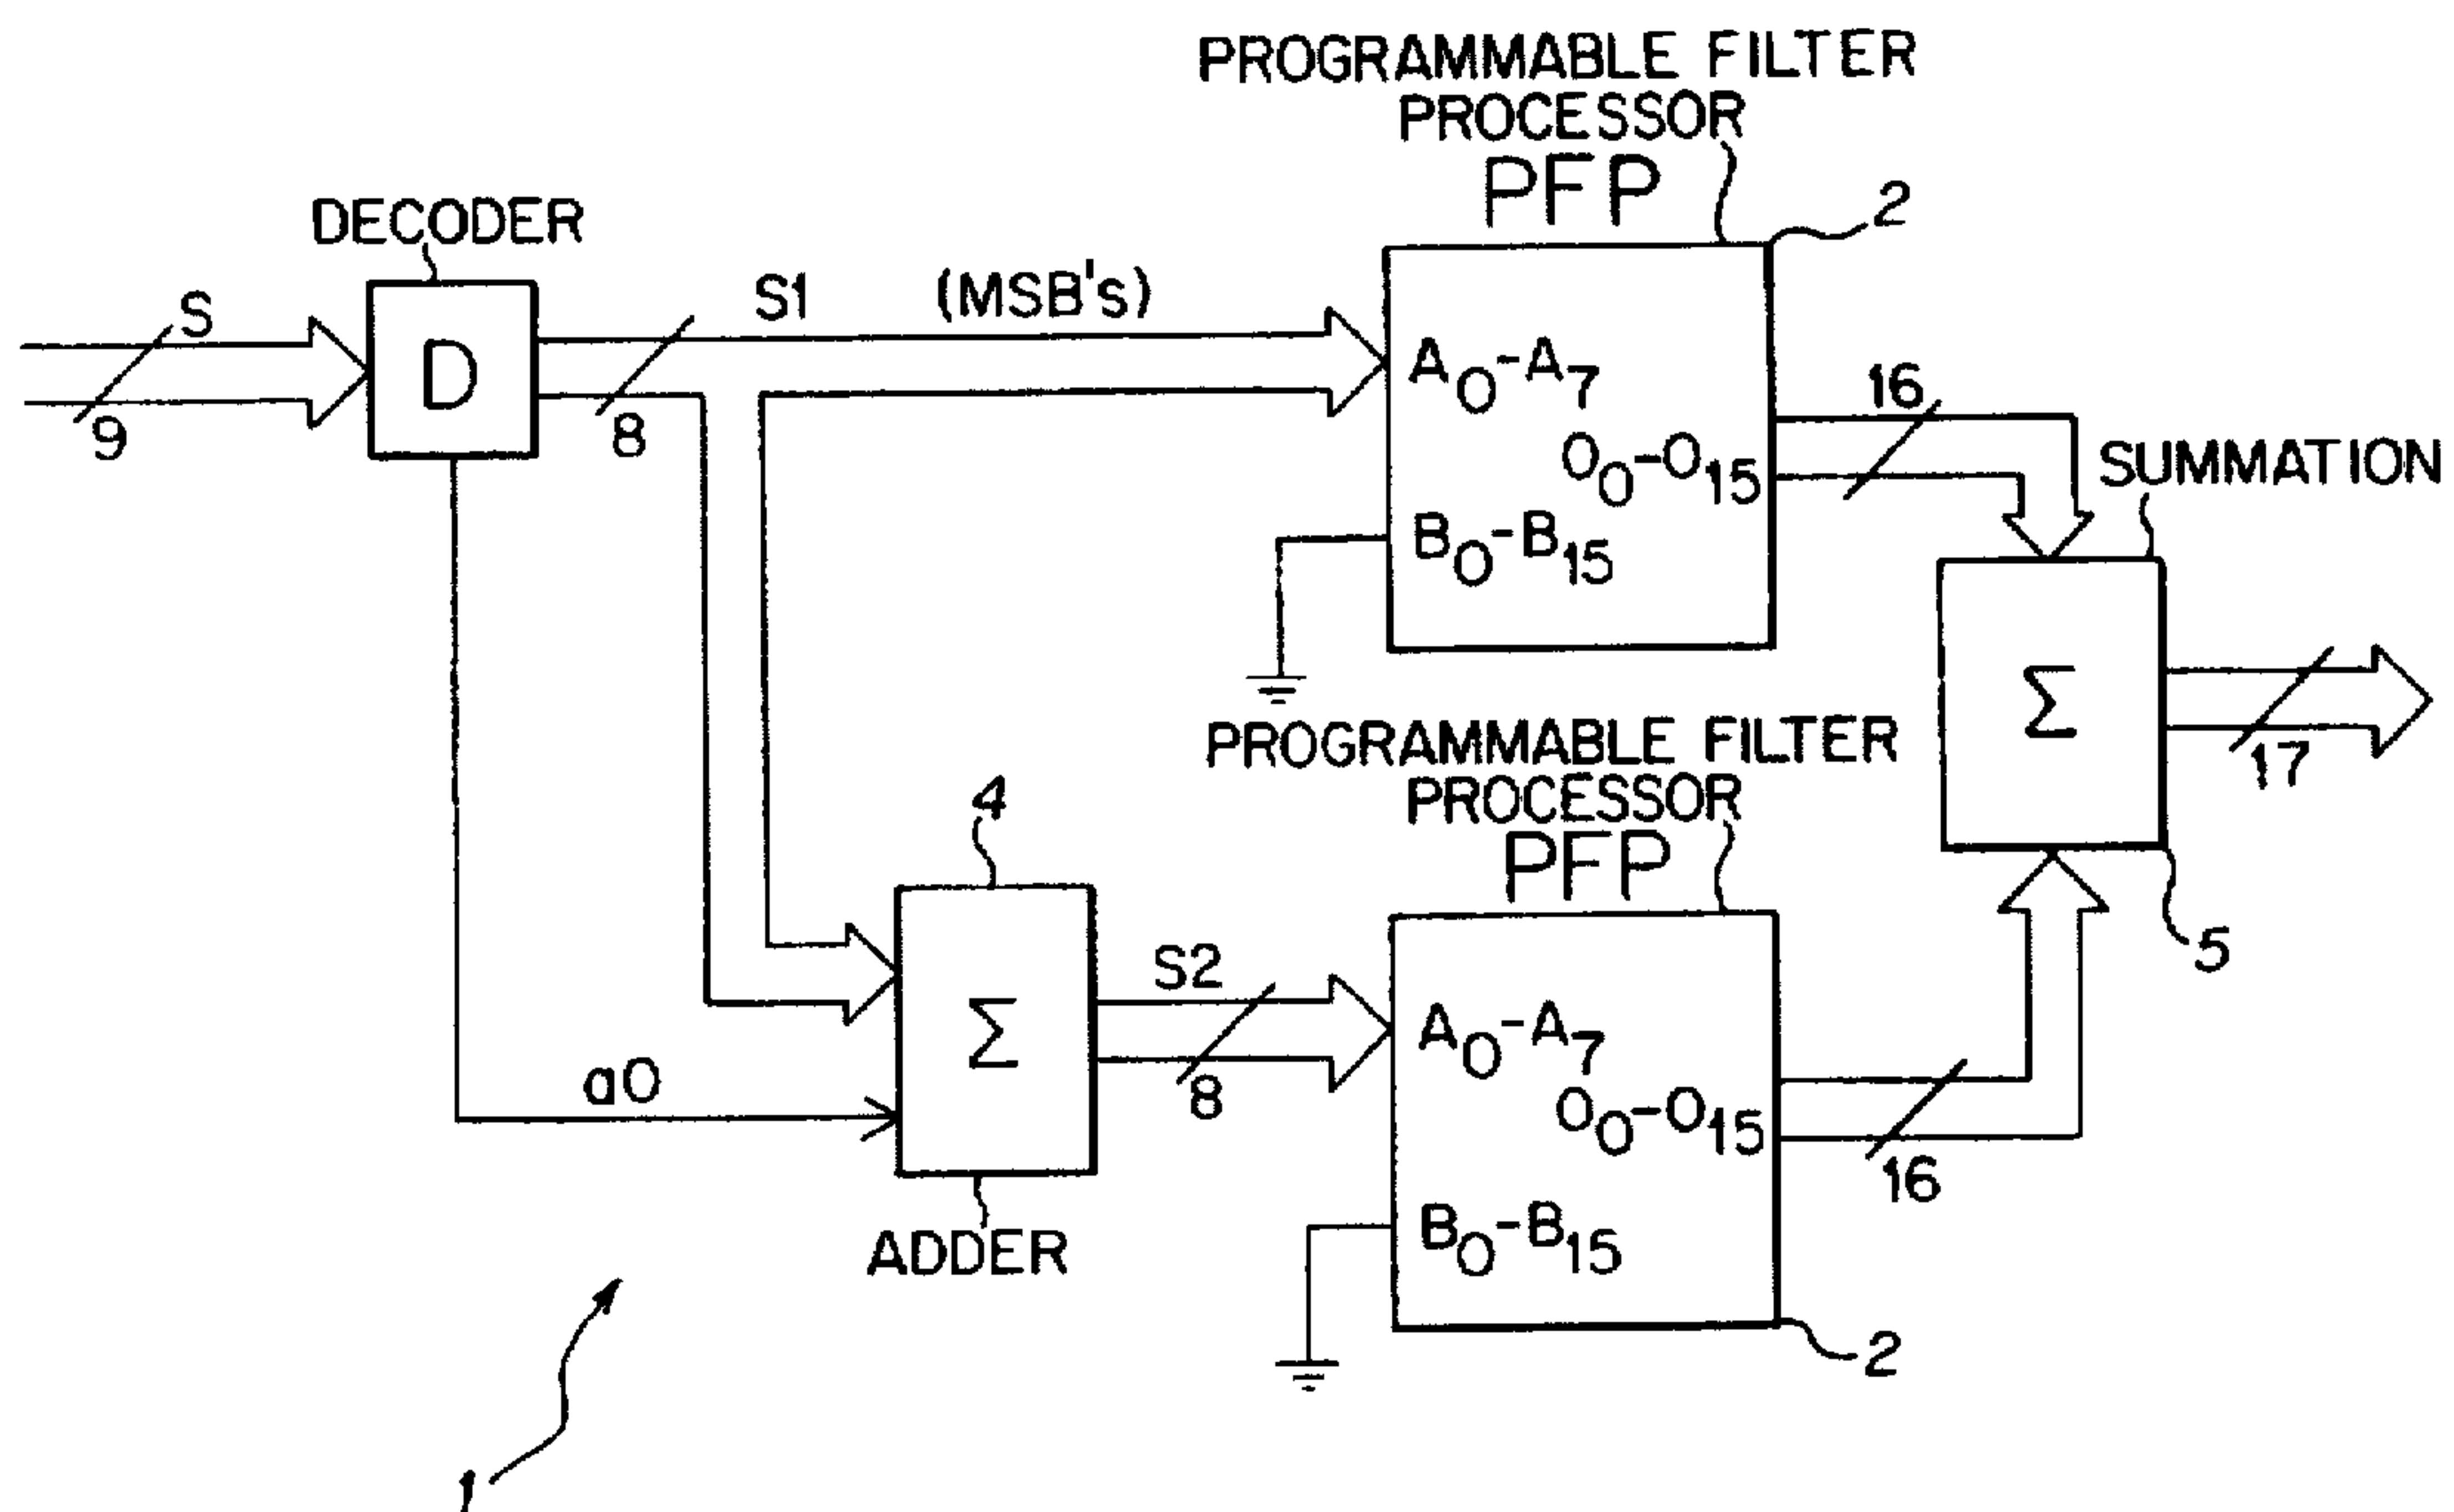 PROGRAMMABLE FILTER
PROCESSOR
PFP
2
DECODER
S
9
D
8
S1 (MSB's)
A0-A7
O0-O15
B0-B15
16
SUMMATION
Σ
17
5
PROGRAMMABLE FILTER
PROCESSOR
PFP
4
Σ
ADDER
a0
S2
8
A0-A7
O0-O15
B0-B15
16
2
1